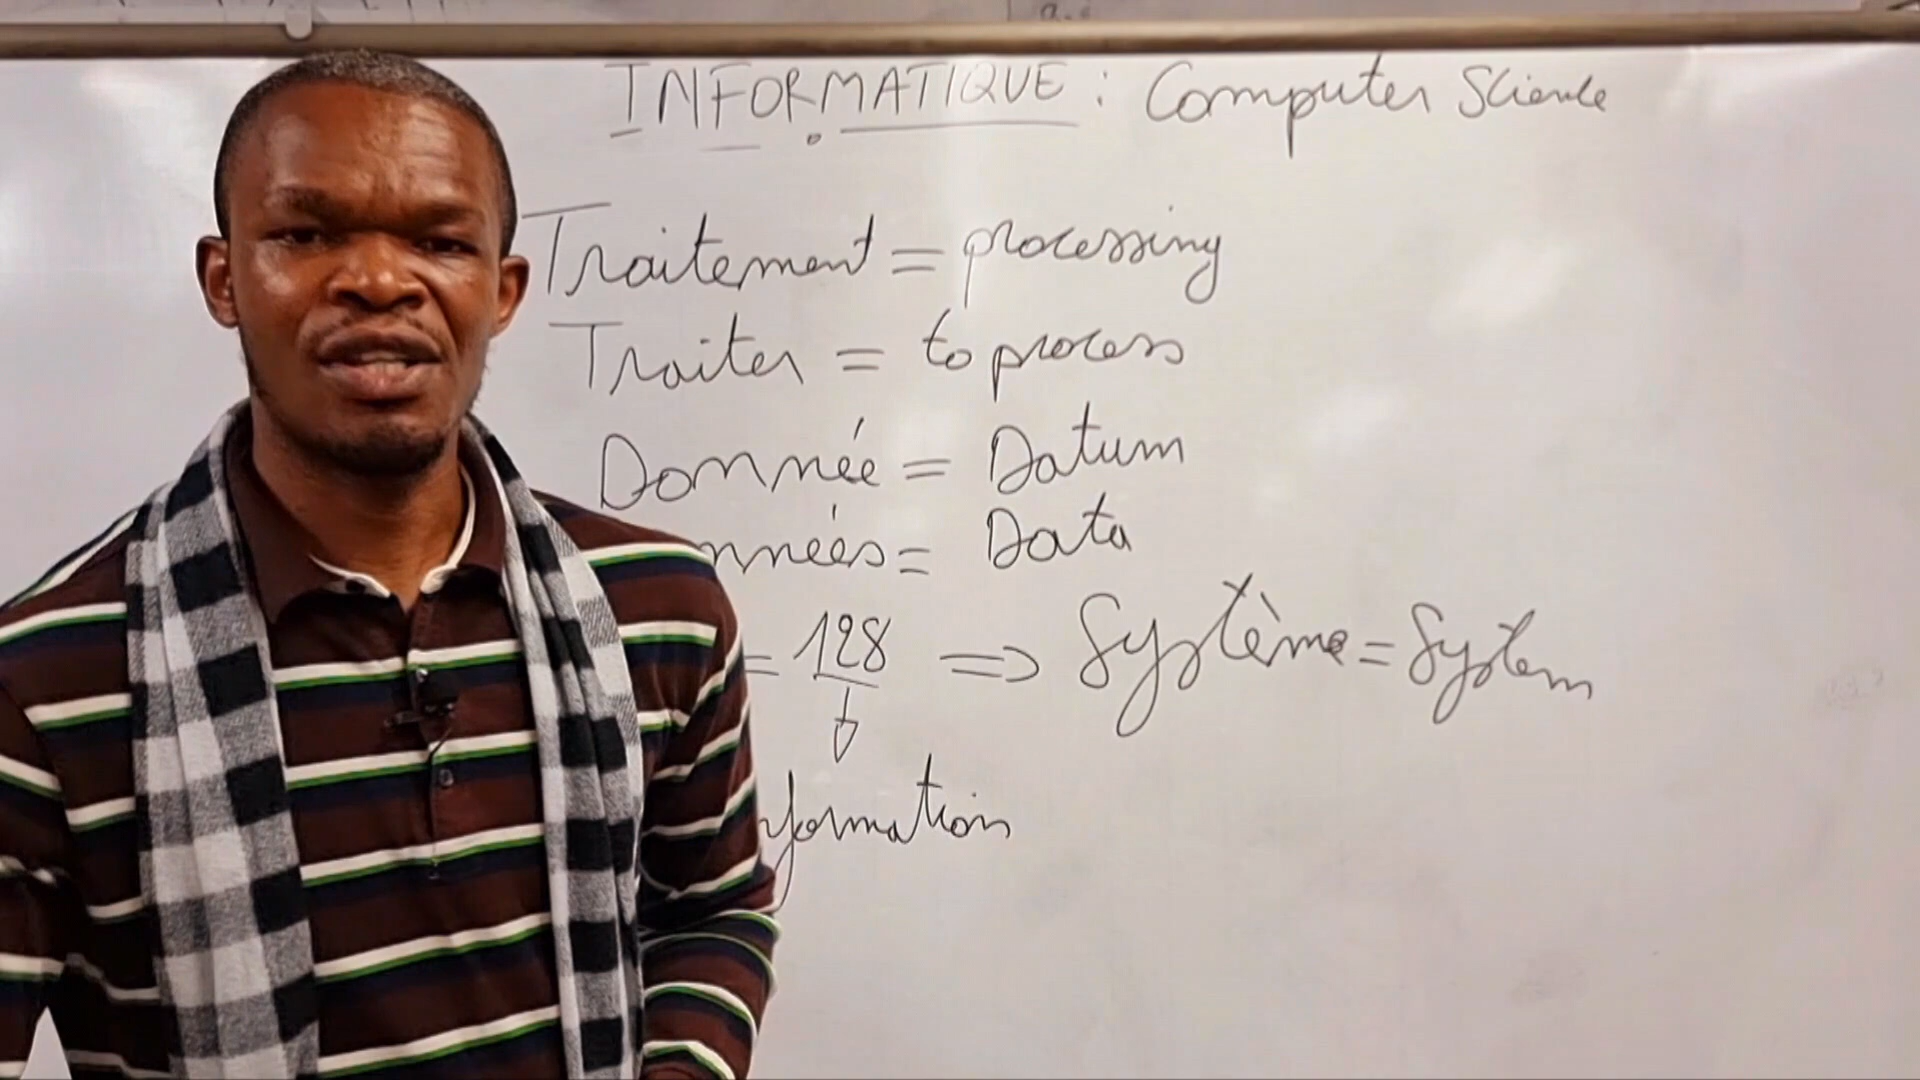 INFORMATIQUE : Computer Science
Traitement = processing
Traiter = to process
Donnée = Datum
nnées = Data
= 128 => Système = System
formation